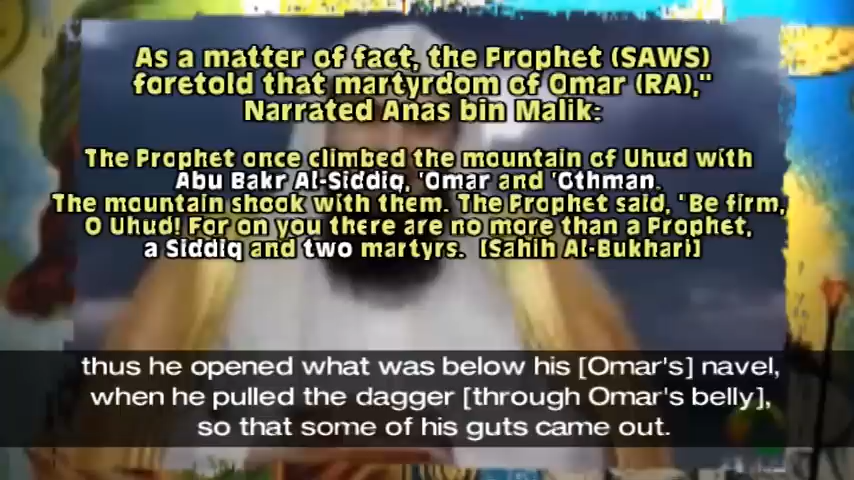 As a matter of fact, the Prophet (SAWS)
foretold that martyrdom of Omar (RA),"
Narrated Anas bin Malik:
The Prophet once climbed the mountain of Uhud with
Abu Bakr Al-Siddiq, 'Omar and 'Othman.
The mountain shook with them. The Prophet said, "Be firm,
O Uhud! For on you there are no more than a Prophet,
a Siddiq and two martyrs. [Sahih Al-Bukhari]
thus he opened what was below his [Omar's] navel,
when he pulled the dagger [through Omar's belly],
so that some of his guts came out.